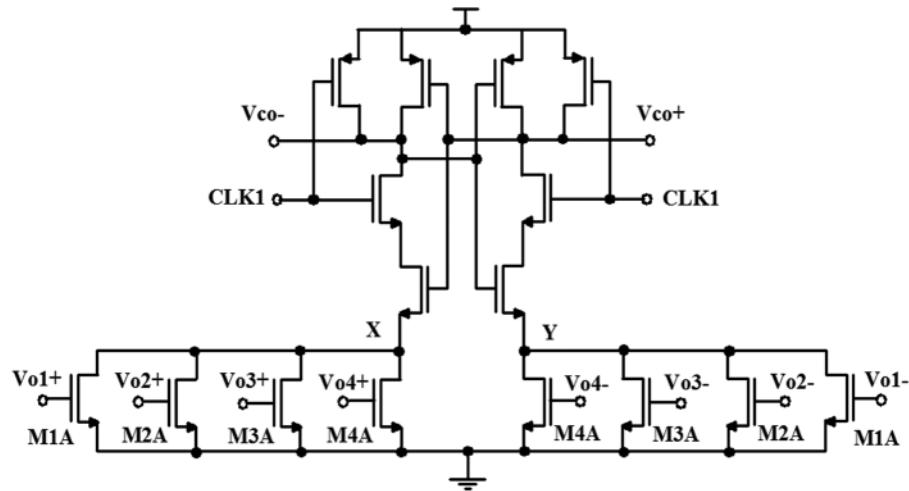 Vco- Vco+
CLK1 CLK1
X Y
Vo1+ Vo2+ Vo3+ Vo4+ Vo4- Vo3- Vo2- Vo1-
M1A M2A M3A M4A M4A M3A M2A M1A